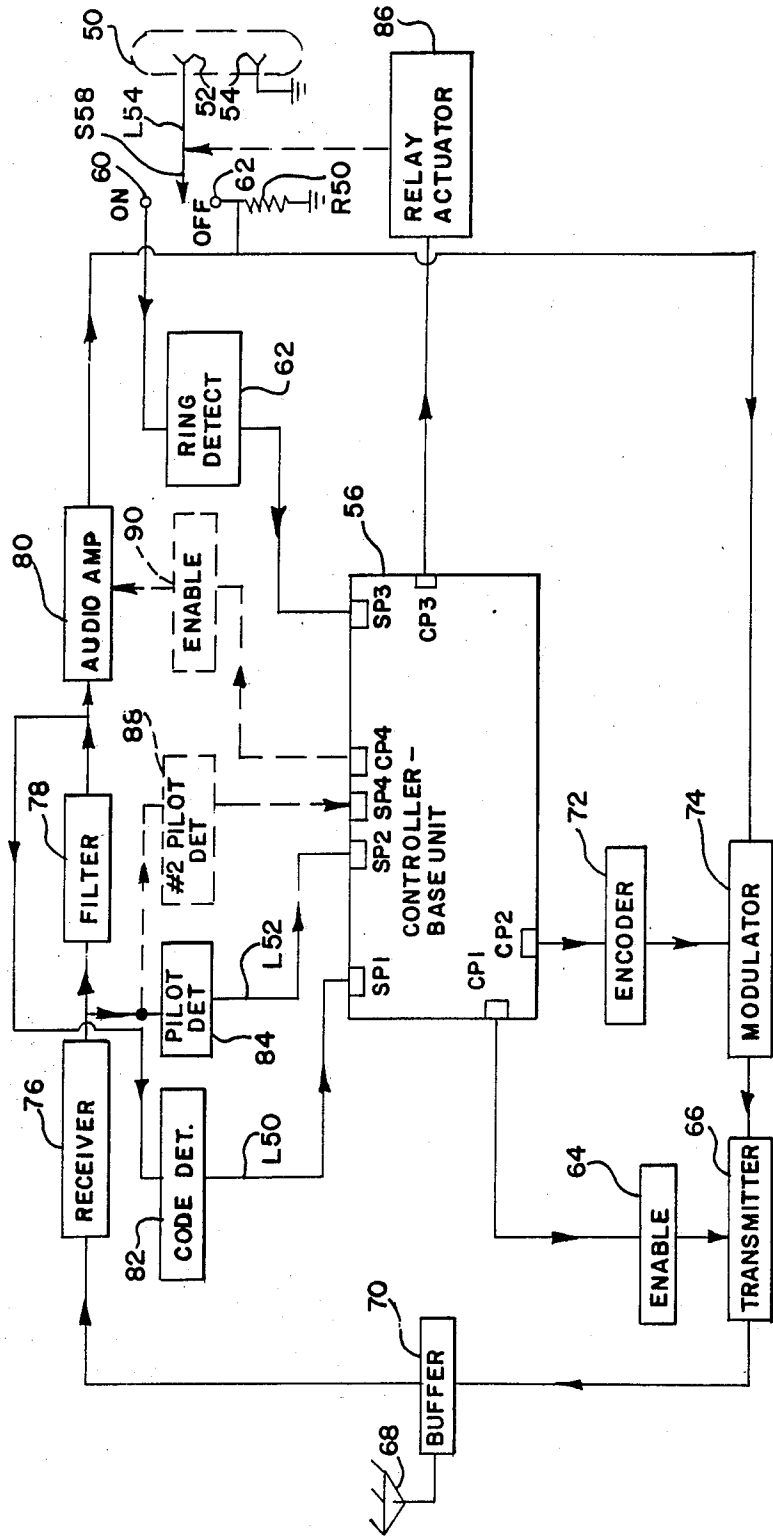 50
52
54
L54
S58
60
ON
OFF
62
R50
86
RELAY
ACTUATOR
62
RING
DETECT
80
AUDIO AMP
90
ENABLE
88
#2 PILOT
DET
78
FILTER
76
RECEIVER
PILOT
DET
84
L52
82
CODE DET.
L50
56
SP1
SP2
SP4
CP4
SP3
CP3
CONTROLLER –
BASE UNIT
CP1
CP2
72
ENCODER
74
MODULATOR
64
ENABLE
66
TRANSMITTER
70
BUFFER
68